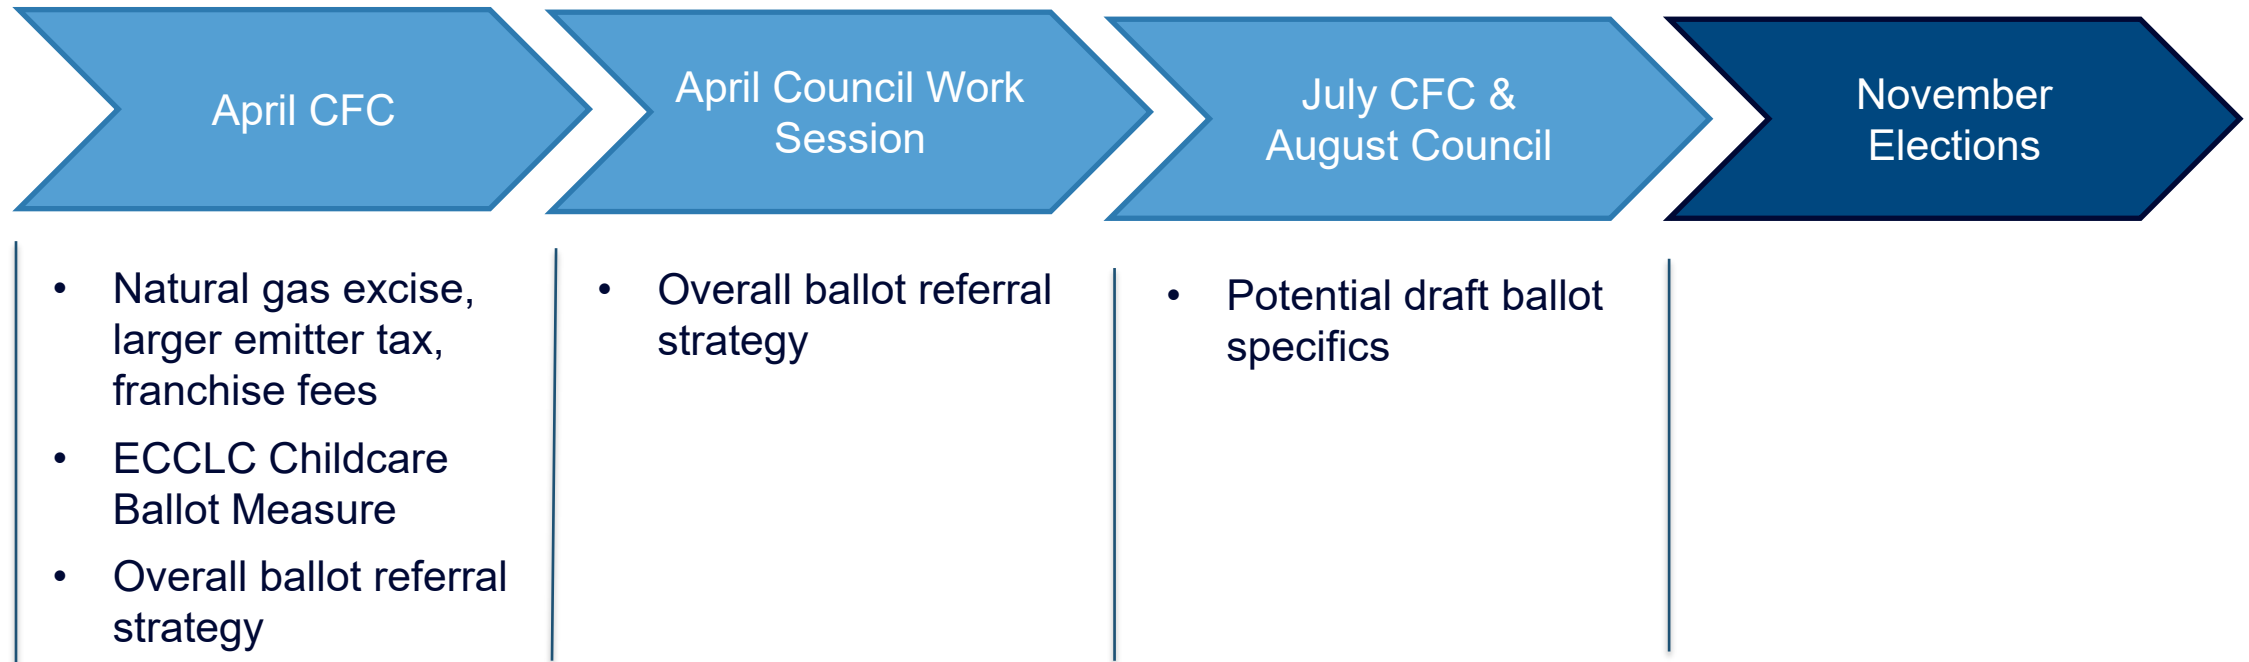 April CFC
April Council Work
Session
July CFC &
August Council
November
Elections
• Natural gas excise,
larger emitter tax,
franchise fees
• ECCLC Childcare
Ballot Measure
• Overall ballot referral
strategy
• Overall ballot referral
strategy
• Potential draft ballot
specifics